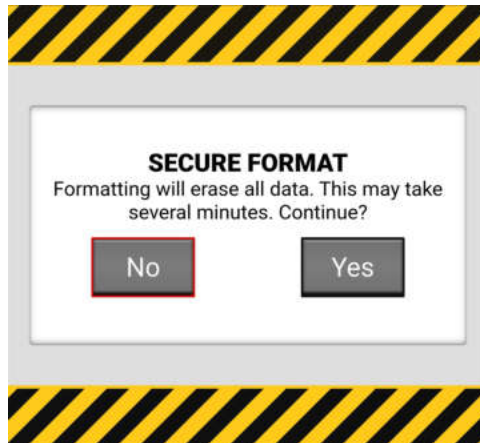 SECURE FORMAT
Formatting will erase all data. This may take
several minutes. Continue?
No
Yes